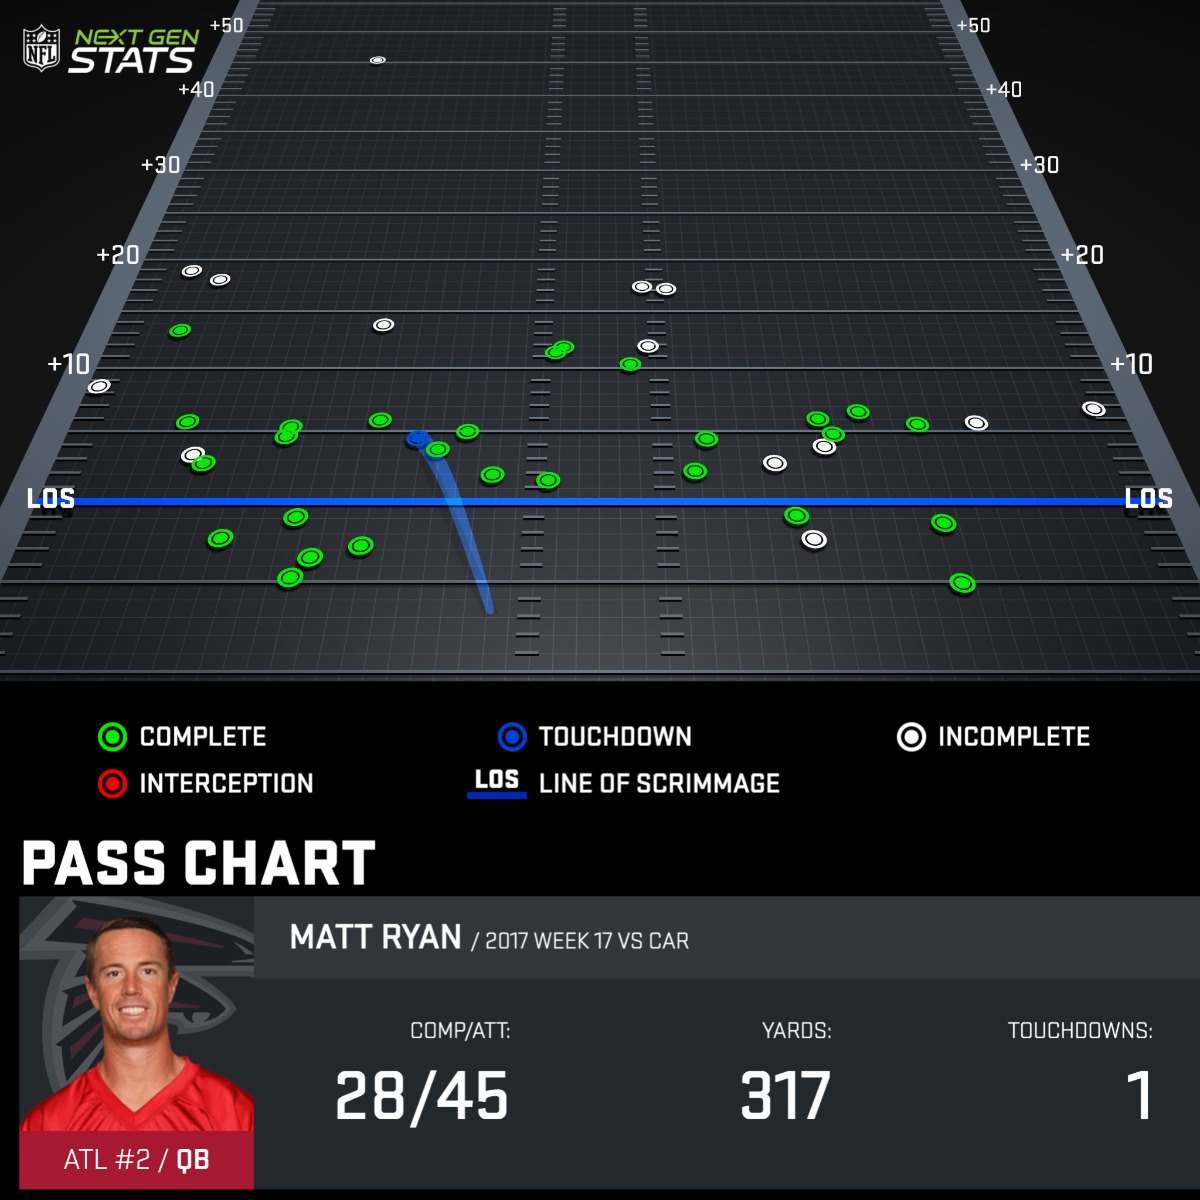 NFL NEXT GEN STATS
+50 +50
+40 +40
+30 +30
+20 +20
+10 +10
LOS LOS
COMPLETE TOUCHDOWN INCOMPLETE
INTERCEPTION LOS LINE OF SCRIMMAGE
PASS CHART
MATT RYAN / 2017 WEEK 17 VS CAR
COMP/ATT: YARDS: TOUCHDOWNS:
28/45 317 1
ATL #2 / QB